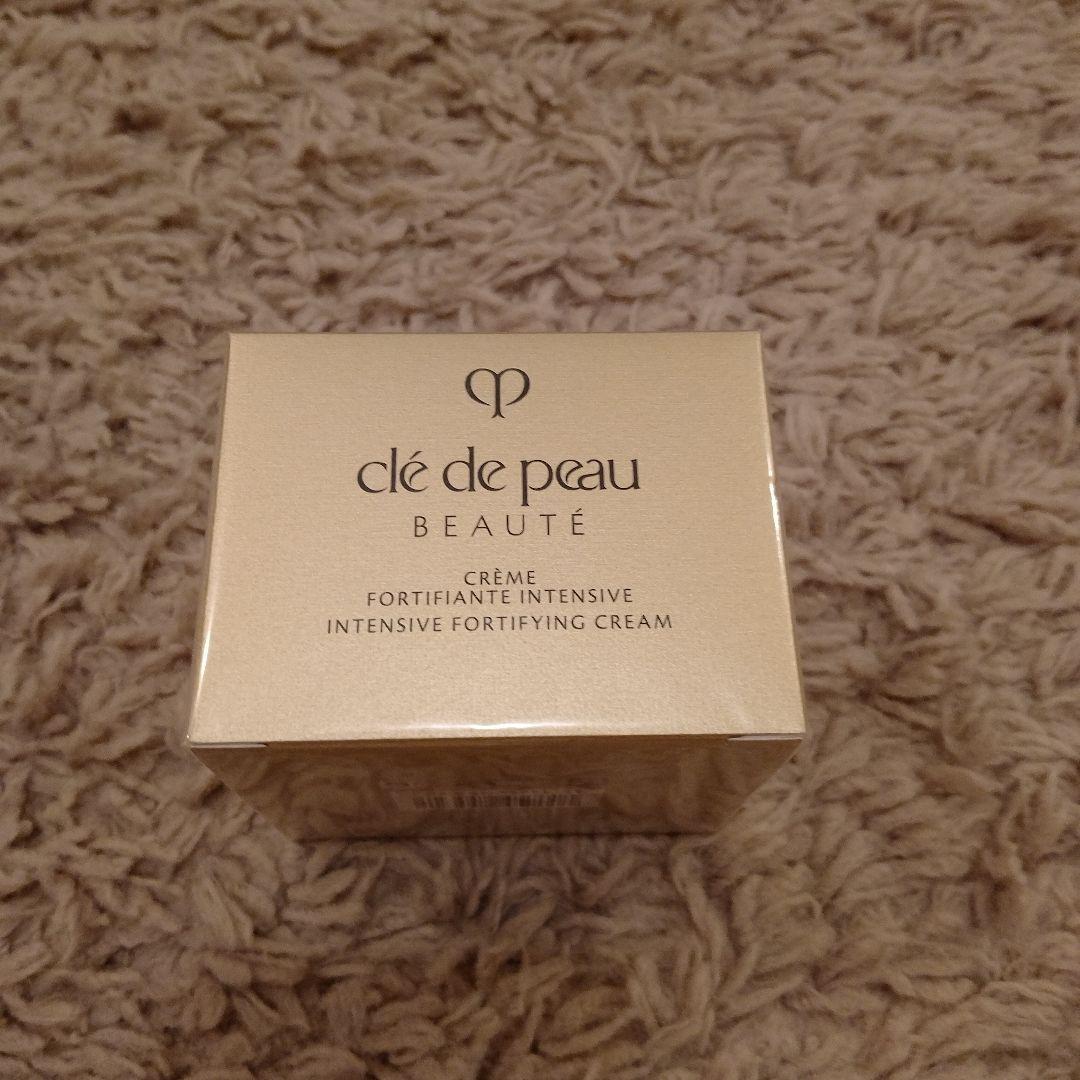 clé de peau
BEAUTÉ
CRÈME
FORTIFIANTE INTENSIVE
INTENSIVE FORTIFYING CREAM